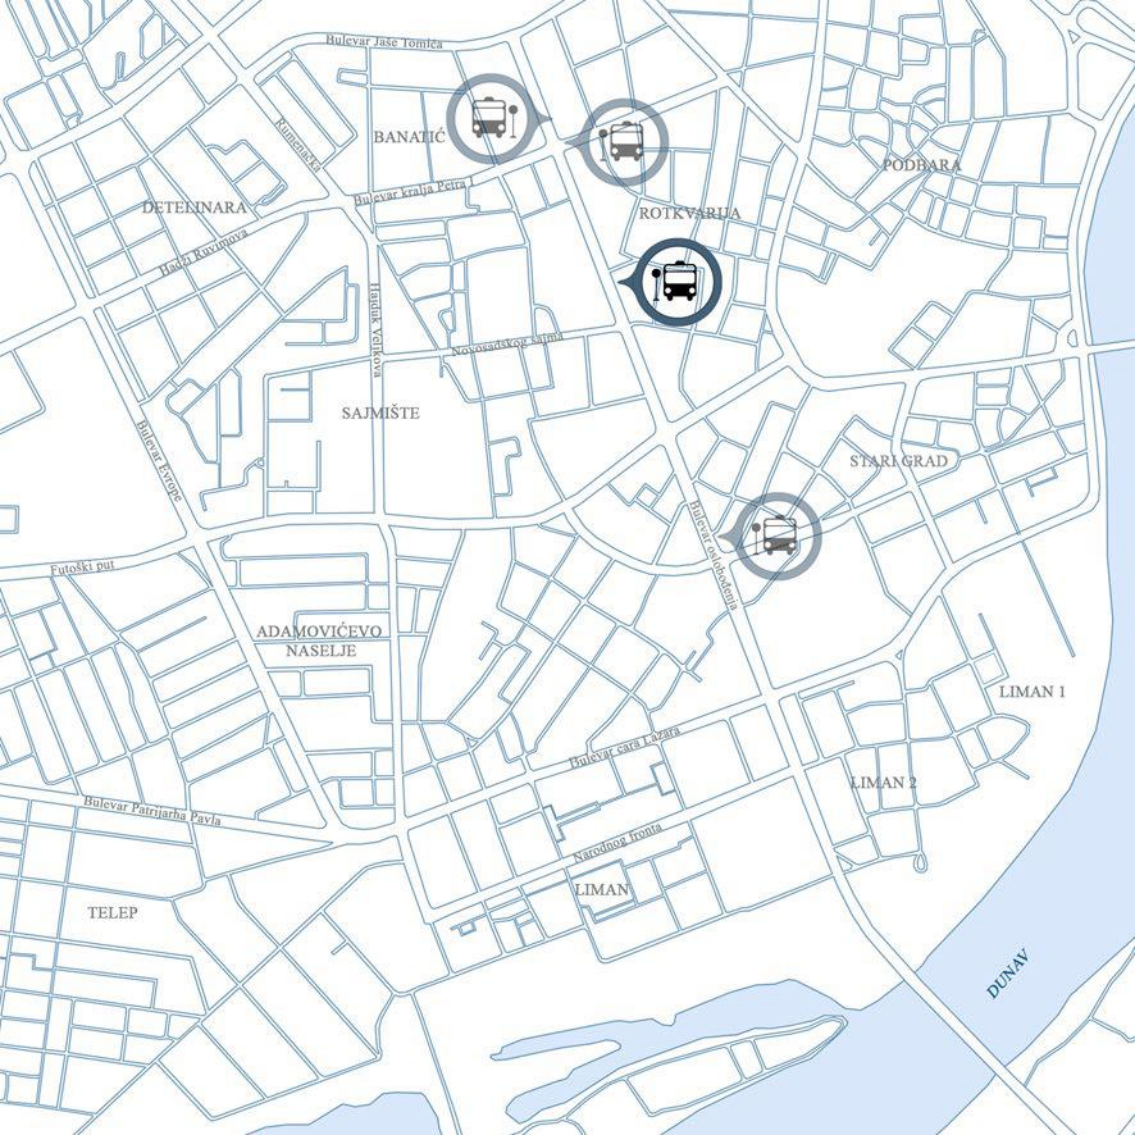 Bulevar Jaše Tomića
Rumenačka
BANATIĆ
PODBARA
Bulevar kralja Petra I
DETELINARA
ROTKVARIJA
Hadži Ruvimova
Hajduk Veljkova
Novosadskog sajma
SAJMIŠTE
Bulevar Evrope
STARI GRAD
Bulevar oslobođenja
Futoški put
ADAMOVIĆEVO
NASELJE
LIMAN 1
Bulevar cara Lazara
LIMAN 2
Bulevar Patrijarha Pavla
Narodnog fronta
LIMAN
TELEP
DUNAV